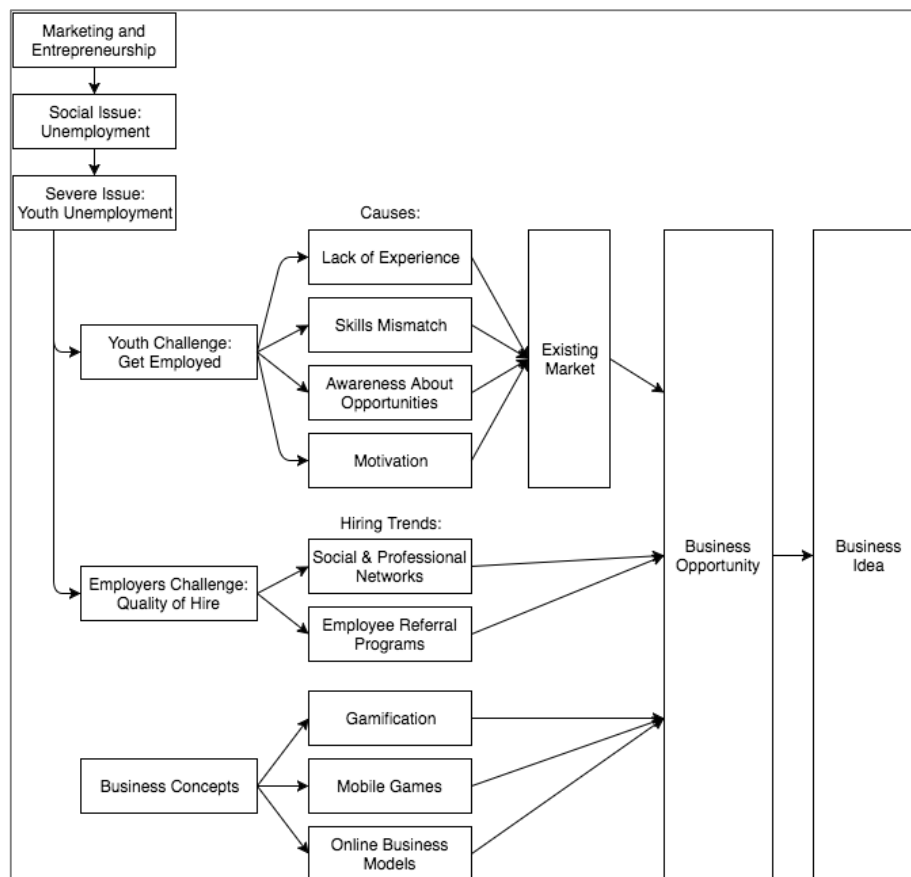 Marketing and
Entrepreneurship
Social Issue:
Unemployment
Severe Issue:
Youth Unemployment
Causes:
Lack of Experience
Skills Mismatch
Youth Challenge:
Get Employed
Existing
Market
Awareness About
Opportunities
Motivation
Hiring Trends:
Social & Professional
Networks
Business
Opportunity
Business
Idea
Employers Challenge:
Quality of Hire
Employee Referral
Programs
Gamification
Business Concepts
Mobile Games
Online Business
Models